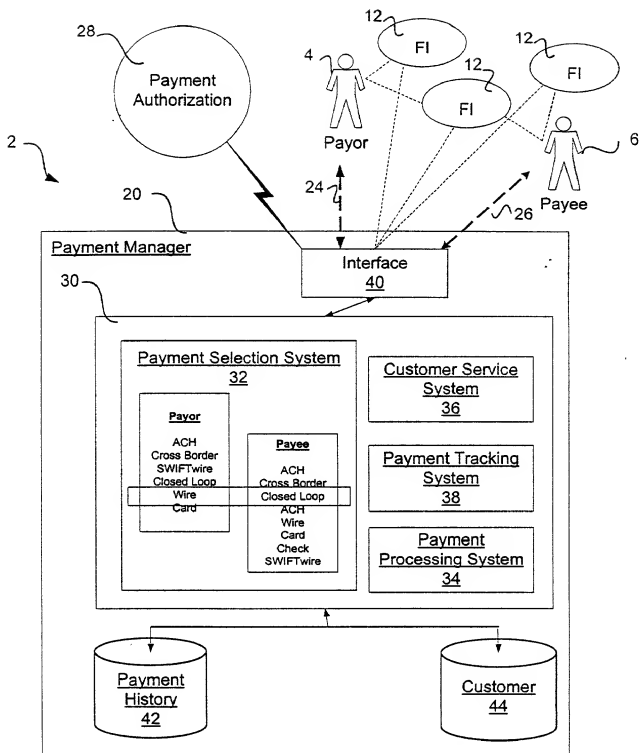 28
Payment
Authorization
12
FI
4
12
FI
12
FI
Payor
6
Payee
2
24
26
20
Payment Manager
Interface
40
30
Payment Selection System
32
Payor
ACH
Cross Border
SWIFTwire
Closed Loop
Wire
Card
Payee
ACH
Cross Border
Closed Loop
ACH
Wire
Card
Check
SWIFTwire
Customer Service
System
36
Payment Tracking
System
38
Payment
Processing System
34
Payment
History
42
Customer
44